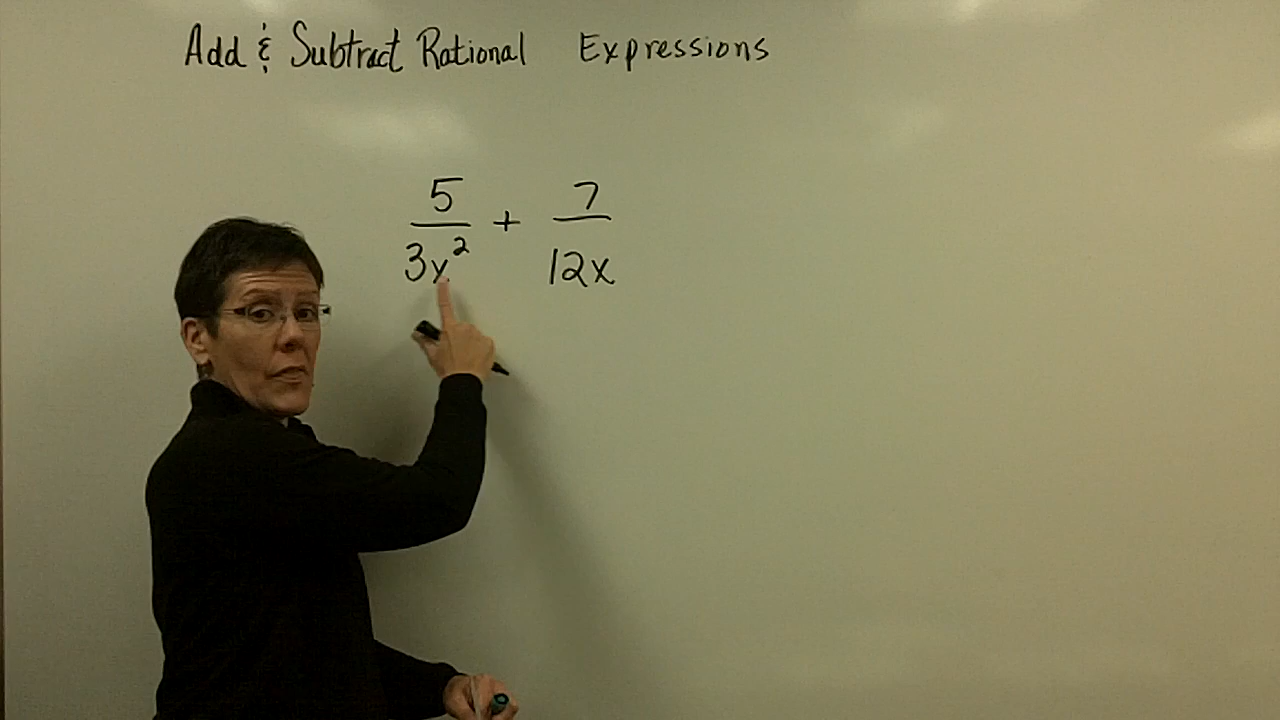 Add & Subtract Rational Expressions
5 + 7
3x² 12x